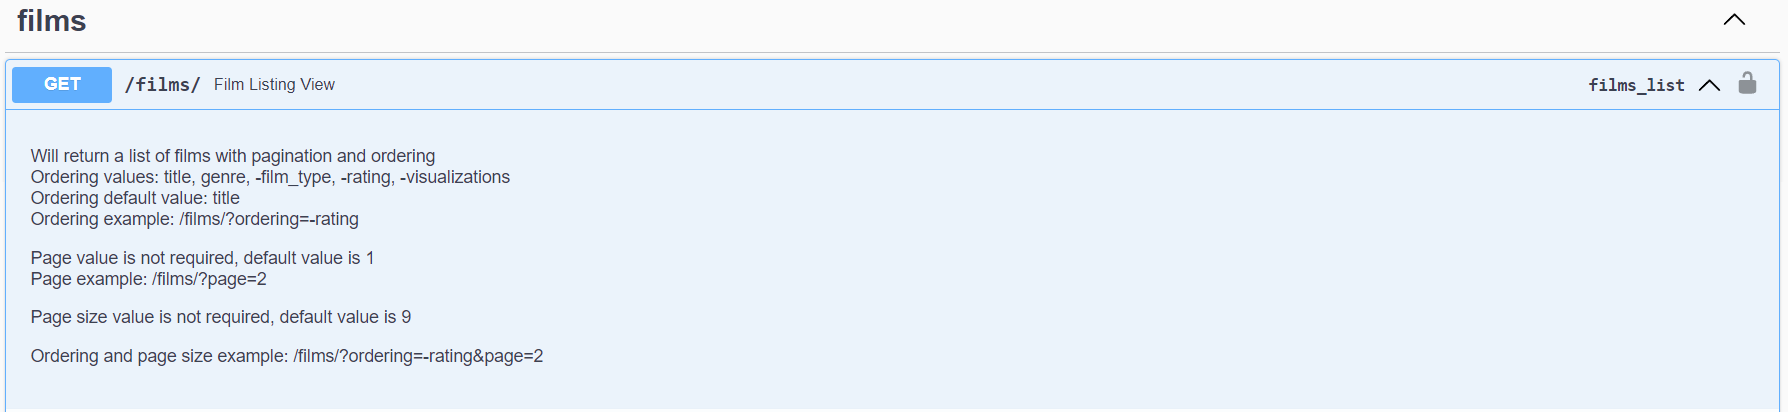 films
GET /films/ Film Listing View films_list
Will return a list of films with pagination and ordering
Ordering values: title, genre, -film_type, -rating, -visualizations
Ordering default value: title
Ordering example: /films/?ordering=-rating
Page value is not required, default value is 1
Page example: /films/?page=2
Page size value is not required, default value is 9
Ordering and page size example: /films/?ordering=-rating&page=2